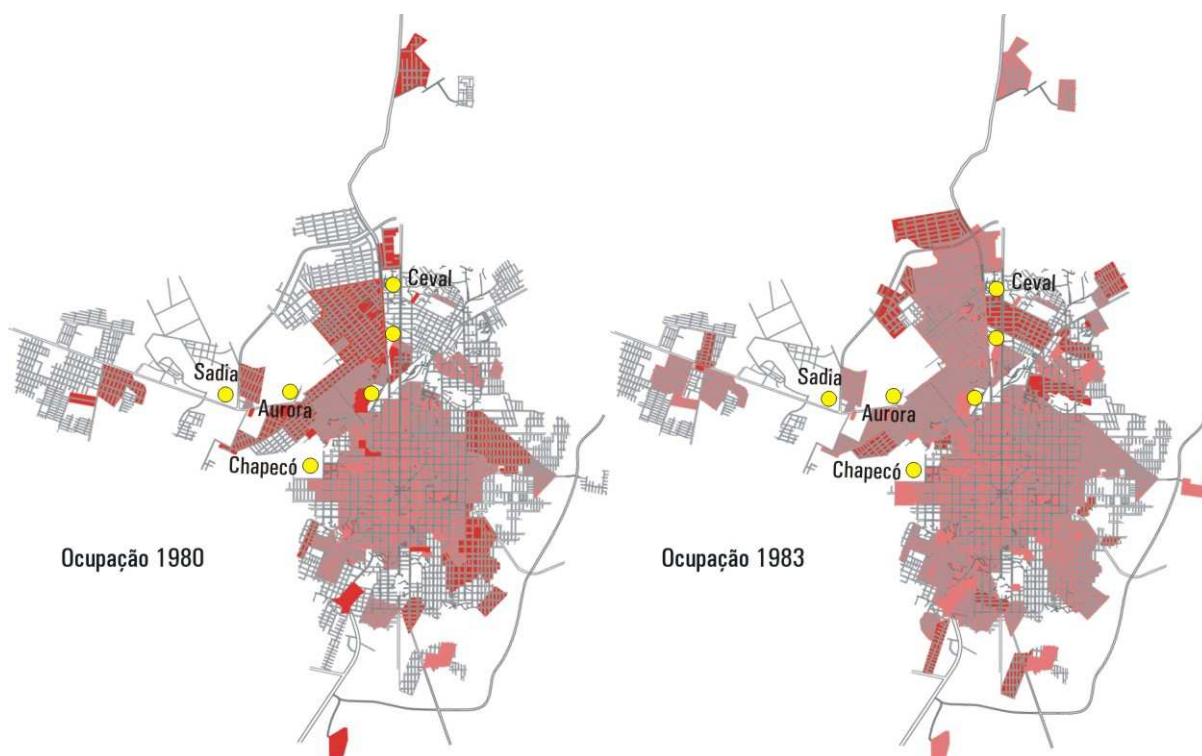 Ceval
Sadia
Aurora
Chapecó
Ocupação 1980
Ceval
Sadia
Aurora
Chapecó
Ocupação 1983